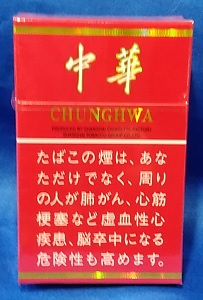 中華
CHUNGHWA
たばこの煙は、あな
ただけでなく、周り
の人が肺がん、心筋
梗塞など虚血性心
疾患、脳卒中になる
危険性も高めます。